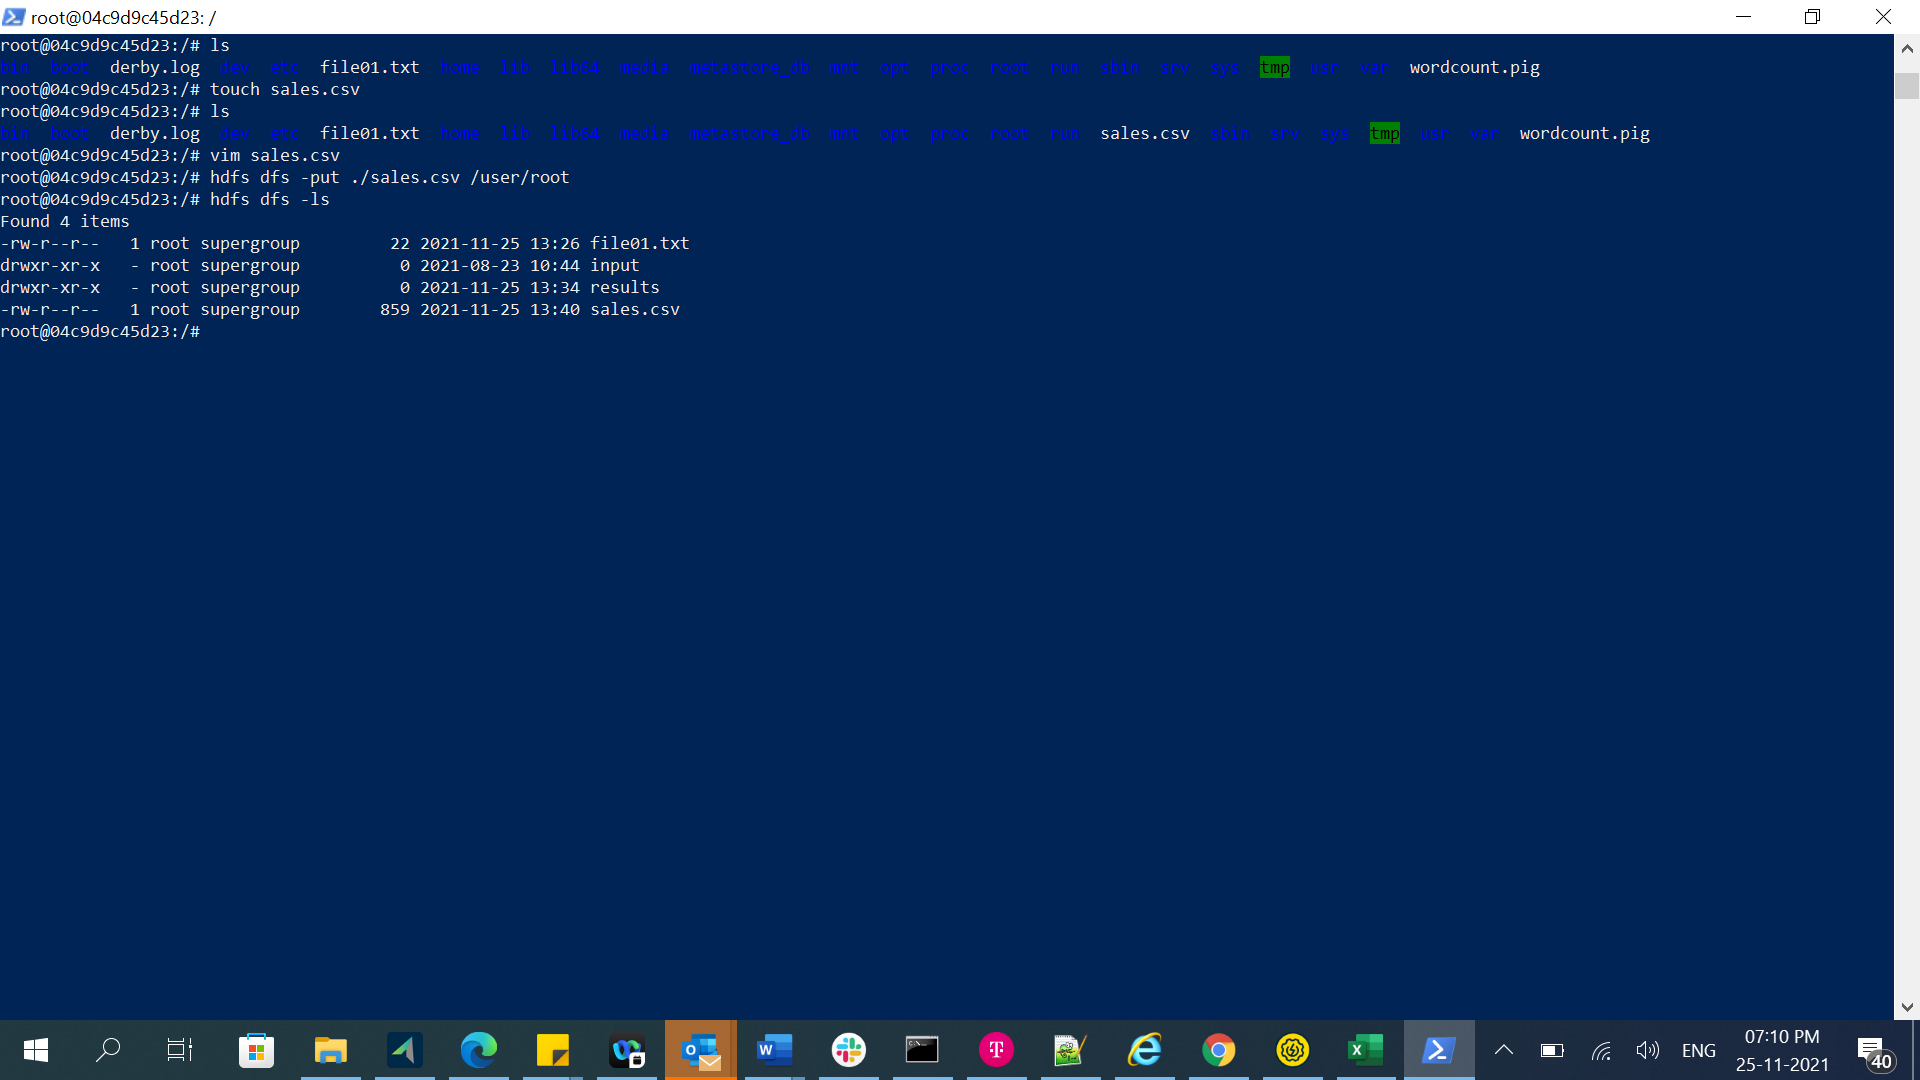 root@04c9d9c45d23: /
root@04c9d9c45d23:/# ls
bin boot derby.log dev etc file01.txt home lib lib64 media metastore_db mnt opt proc root run sbin srv sys tmp usr var wordcount.pig
root@04c9d9c45d23:/# touch sales.csv
root@04c9d9c45d23:/# ls
bin boot derby.log dev etc file01.txt home lib lib64 media metastore_db mnt opt proc root run sales.csv sbin srv sys tmp usr var wordcount.pig
root@04c9d9c45d23:/# vim sales.csv
root@04c9d9c45d23:/# hdfs dfs -put ./sales.csv /user/root
root@04c9d9c45d23:/# hdfs dfs -ls
Found 4 items
-rw-r--r-- 1 root supergroup 22 2021-11-25 13:26 file01.txt
drwxr-xr-x - root supergroup 0 2021-08-23 10:44 input
drwxr-xr-x - root supergroup 0 2021-11-25 13:34 results
-rw-r--r-- 1 root supergroup 859 2021-11-25 13:40 sales.csv
root@04c9d9c45d23:/#
ENG
07:10 PM
25-11-2021
40